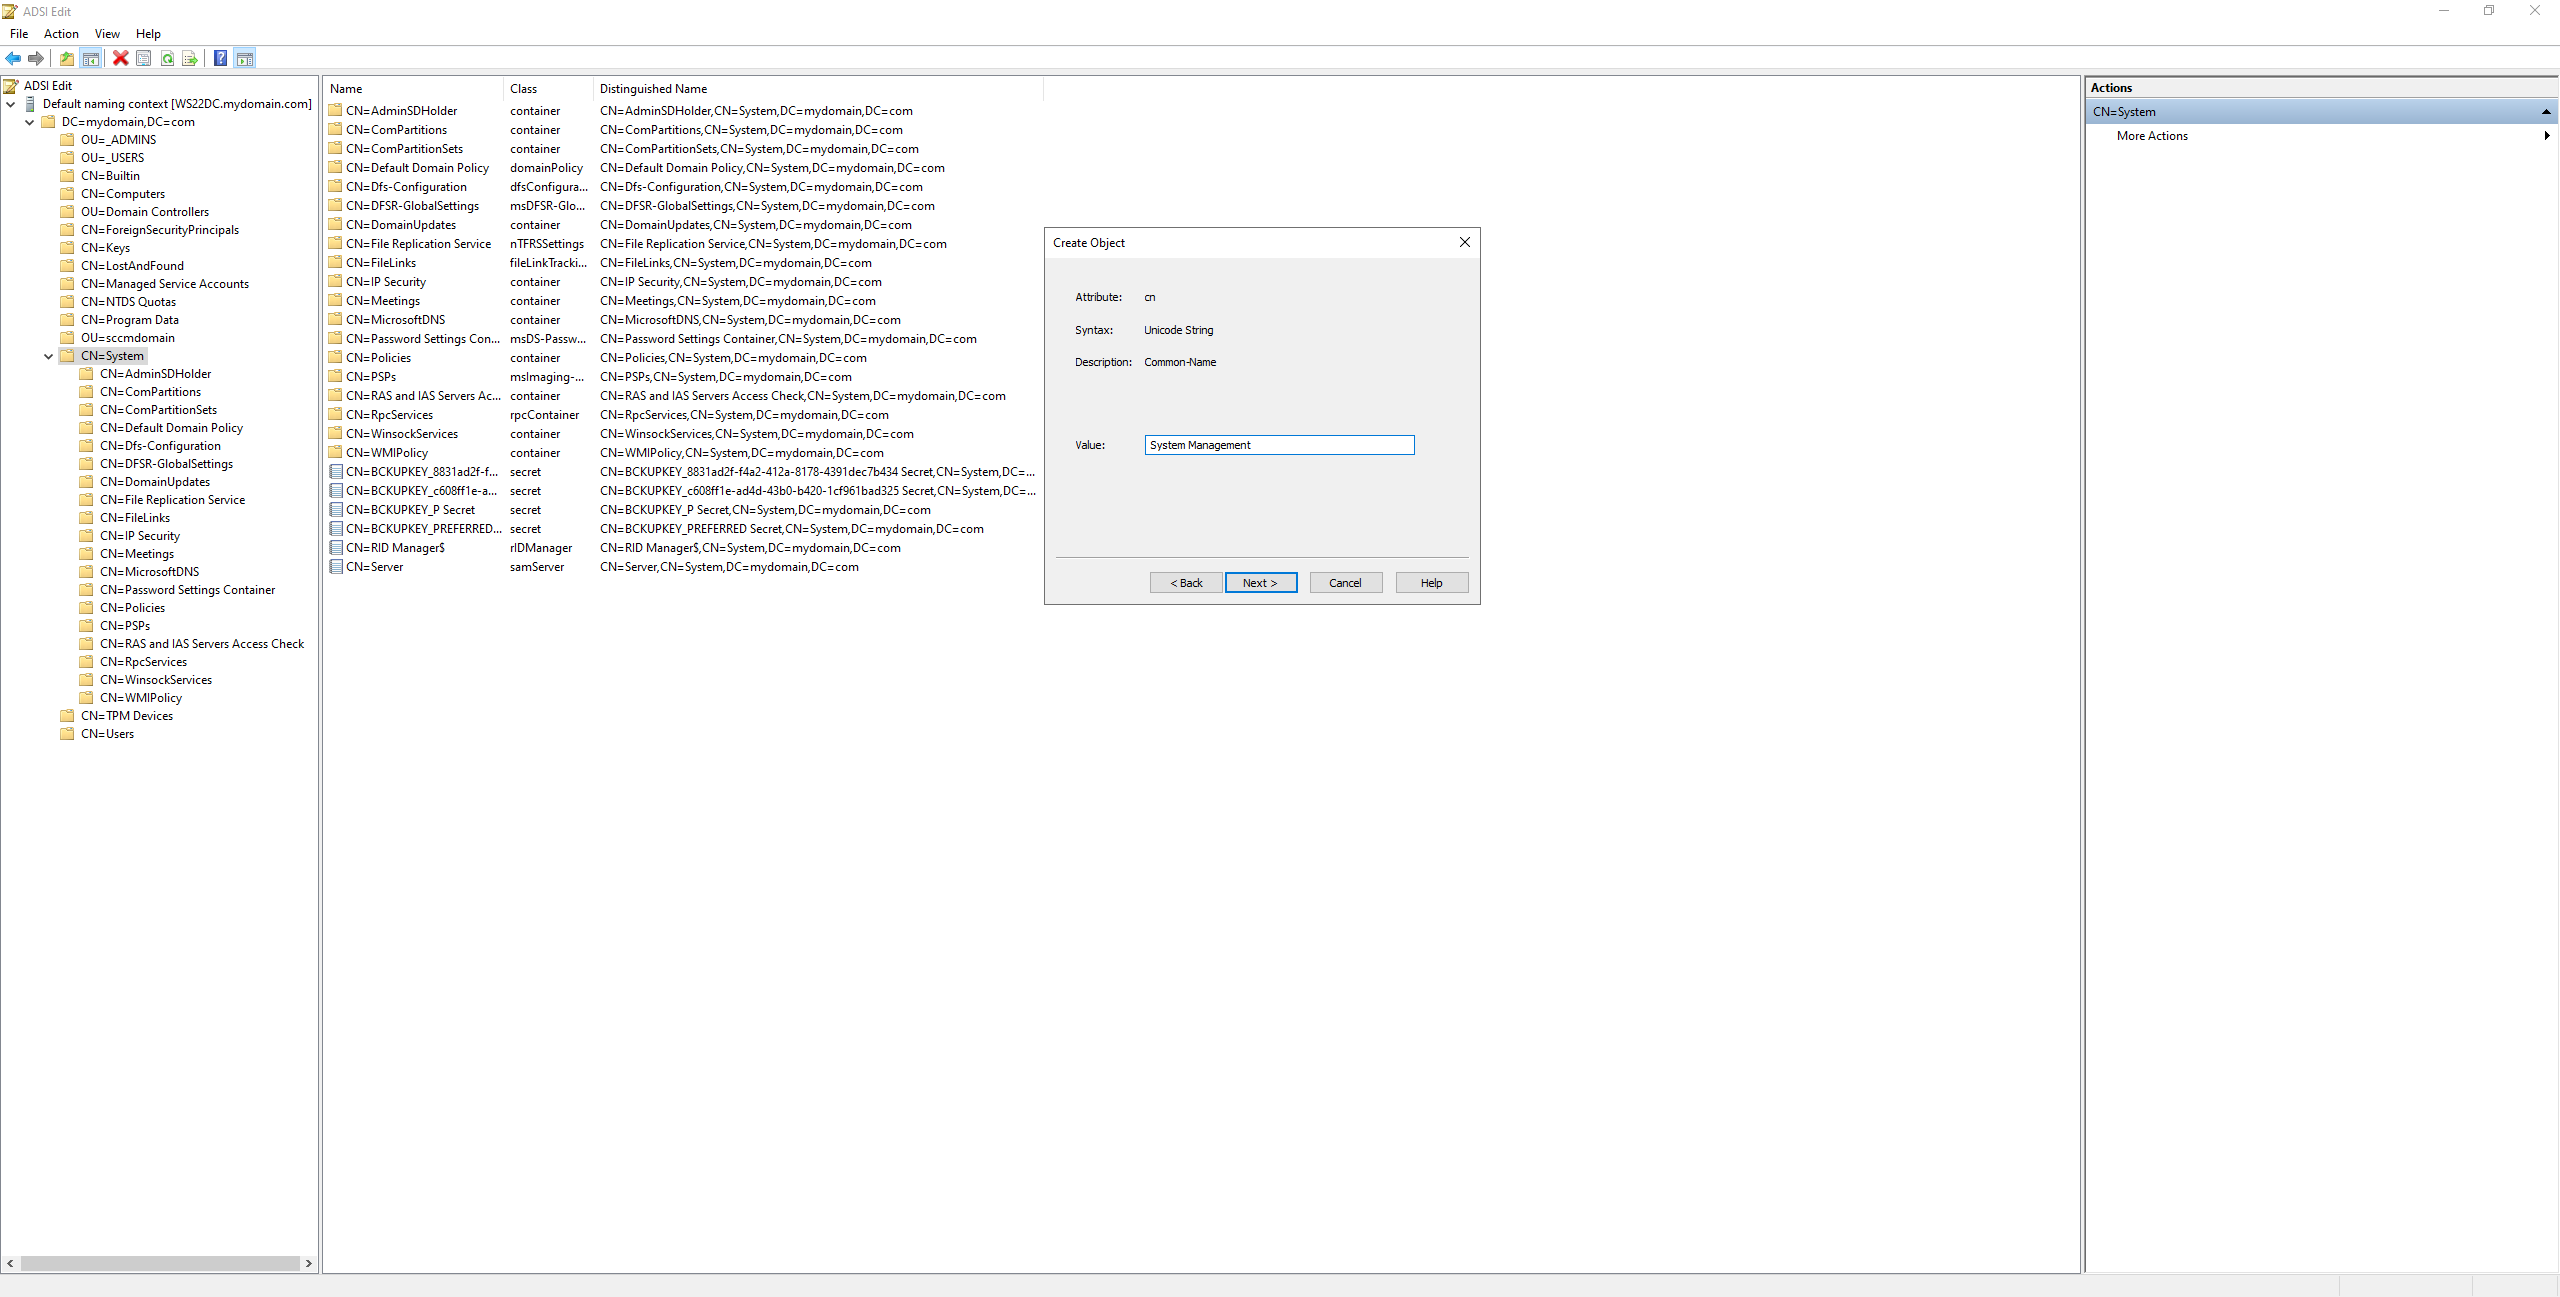 ADSI Edit
File Action View Help
ADSI Edit
Default naming context [WS22DC.mydomain.com]
DC=mydomain,DC=com
OU=_ADMINS
OU=_USERS
CN=Builtin
CN=Computers
OU=Domain Controllers
CN=ForeignSecurityPrincipals
CN=Keys
CN=LostAndFound
CN=Managed Service Accounts
CN=NTDS Quotas
CN=Program Data
OU=sccmdomain
CN=System
CN=AdminSDHolder
CN=ComPartitions
CN=ComPartitionSets
CN=Default Domain Policy
CN=Dfs-Configuration
CN=DFSR-GlobalSettings
CN=DomainUpdates
CN=File Replication Service
CN=FileLinks
CN=IP Security
CN=Meetings
CN=MicrosoftDNS
CN=Password Settings Container
CN=Policies
CN=PSPs
CN=RAS and IAS Servers Access Check
CN=RpcServices
CN=WinsockServices
CN=WMIPolicy
CN=TPM Devices
CN=Users
Name Class Distinguished Name
CN=AdminSDHolder container CN=AdminSDHolder,CN=System,DC=mydomain,DC=com
CN=ComPartitions container CN=ComPartitions,CN=System,DC=mydomain,DC=com
CN=ComPartitionSets container CN=ComPartitionSets,CN=System,DC=mydomain,DC=com
CN=Default Domain Policy domainPolicy CN=Default Domain Policy,CN=System,DC=mydomain,DC=com
CN=Dfs-Configuration dfsConfigura... CN=Dfs-Configuration,CN=System,DC=mydomain,DC=com
CN=DFSR-GlobalSettings msDFSR-Glo... CN=DFSR-GlobalSettings,CN=System,DC=mydomain,DC=com
CN=DomainUpdates container CN=DomainUpdates,CN=System,DC=mydomain,DC=com
CN=File Replication Service nTFRSSettings CN=File Replication Service,CN=System,DC=mydomain,DC=com
CN=FileLinks fileLinkTracki... CN=FileLinks,CN=System,DC=mydomain,DC=com
CN=IP Security container CN=IP Security,CN=System,DC=mydomain,DC=com
CN=Meetings container CN=Meetings,CN=System,DC=mydomain,DC=com
CN=MicrosoftDNS container CN=MicrosoftDNS,CN=System,DC=mydomain,DC=com
CN=Password Settings Con... msDS-Passw... CN=Password Settings Container,CN=System,DC=mydomain,DC=com
CN=Policies container CN=Policies,CN=System,DC=mydomain,DC=com
CN=PSPs msImaging-... CN=PSPs,CN=System,DC=mydomain,DC=com
CN=RAS and IAS Servers Ac... container CN=RAS and IAS Servers Access Check,CN=System,DC=mydomain,DC=com
CN=RpcServices rpcContainer CN=RpcServices,CN=System,DC=mydomain,DC=com
CN=WinsockServices container CN=WinsockServices,CN=System,DC=mydomain,DC=com
CN=WMIPolicy container CN=WMIPolicy,CN=System,DC=mydomain,DC=com
CN=BCKUPKEY_8831ad2f-f... secret CN=BCKUPKEY_8831ad2f-f4a2-412a-8178-4391dec7b434 Secret,CN=System,DC=...
CN=BCKUPKEY_c608ff1e-a... secret CN=BCKUPKEY_c608ff1e-ad4d-43b0-b420-1cf961bad325 Secret,CN=System,DC=...
CN=BCKUPKEY_P Secret secret CN=BCKUPKEY_P Secret,CN=System,DC=mydomain,DC=com
CN=BCKUPKEY_PREFERRED... secret CN=BCKUPKEY_PREFERRED Secret,CN=System,DC=mydomain,DC=com
CN=RID Manager$ rIDManager CN=RID Manager$,CN=System,DC=mydomain,DC=com
CN=Server samServer CN=Server,CN=System,DC=mydomain,DC=com
Create Object
Attribute: cn
Syntax: Unicode String
Description: Common-Name
Value: System Management
< Back Next > Cancel Help
Actions
CN=System
More Actions